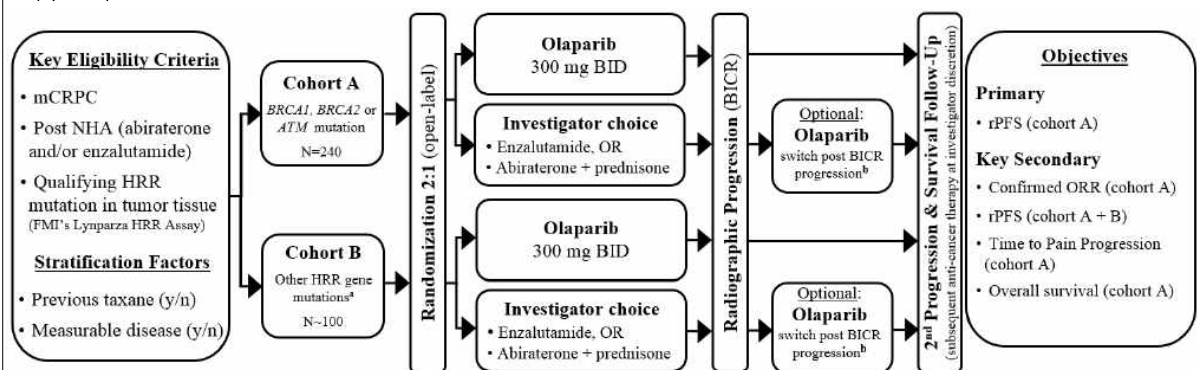 Key Eligibility Criteria
• mCRPC
• Post NHA (abiraterone
and/or enzalutamide)
• Qualifying HRR
mutation in tumor tissue
(FMI's Lynparza HRR Assay)
Stratification Factors
• Previous taxane (y/n)
• Measurable disease (y/n)
Cohort A
BRCA1, BRCA2 or
ATM mutation
N=240
Cohort B
Other HRR gene
mutationsᵃ
N~100
Randomization 2:1 (open-label)
Olaparib
300 mg BID
Investigator choice
• Enzalutamide, OR
• Abiraterone + prednisone
Olaparib
300 mg BID
Investigator choice
• Enzalutamide, OR
• Abiraterone + prednisone
Radiographic Progression (BICR)
Optional:
Olaparib
switch post BICR
progressionᵇ
Optional:
Olaparib
switch post BICR
progressionᵇ
2nd Progression & Survival Follow-Up
(subsequent anti-cancer therapy at investigator discretion)
Objectives
Primary
• rPFS (cohort A)
Key Secondary
• Confirmed ORR (cohort A)
• rPFS (cohort A + B)
• Time to Pain Progression
(cohort A)
• Overall survival (cohort A)